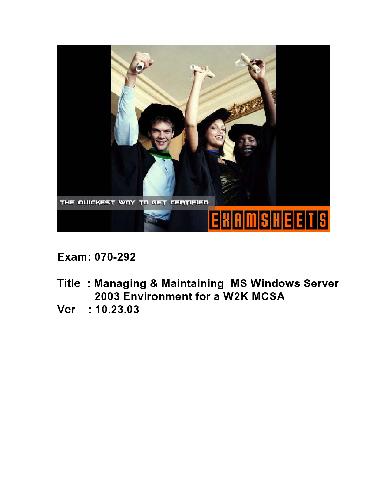 THE QUICKEST WAY TO GET CERTIFIED
EXAMSHEETS
Exam: 070-292
Title : Managing & Maintaining MS Windows Server
2003 Environment for a W2K MCSA
Ver : 10.23.03